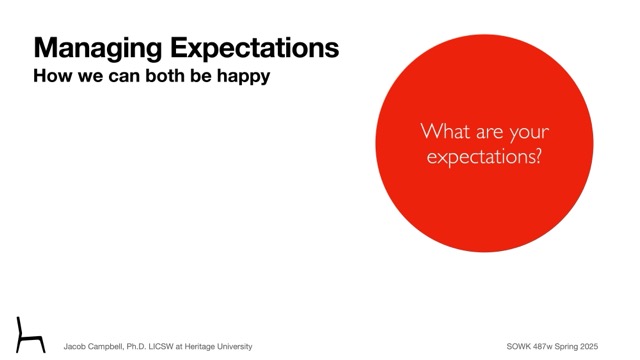 Managing Expectations
How we can both be happy
What are your
expectations?
Jacob Campbell, Ph.D. LICSW at Heritage University
SOWK 487w Spring 2025